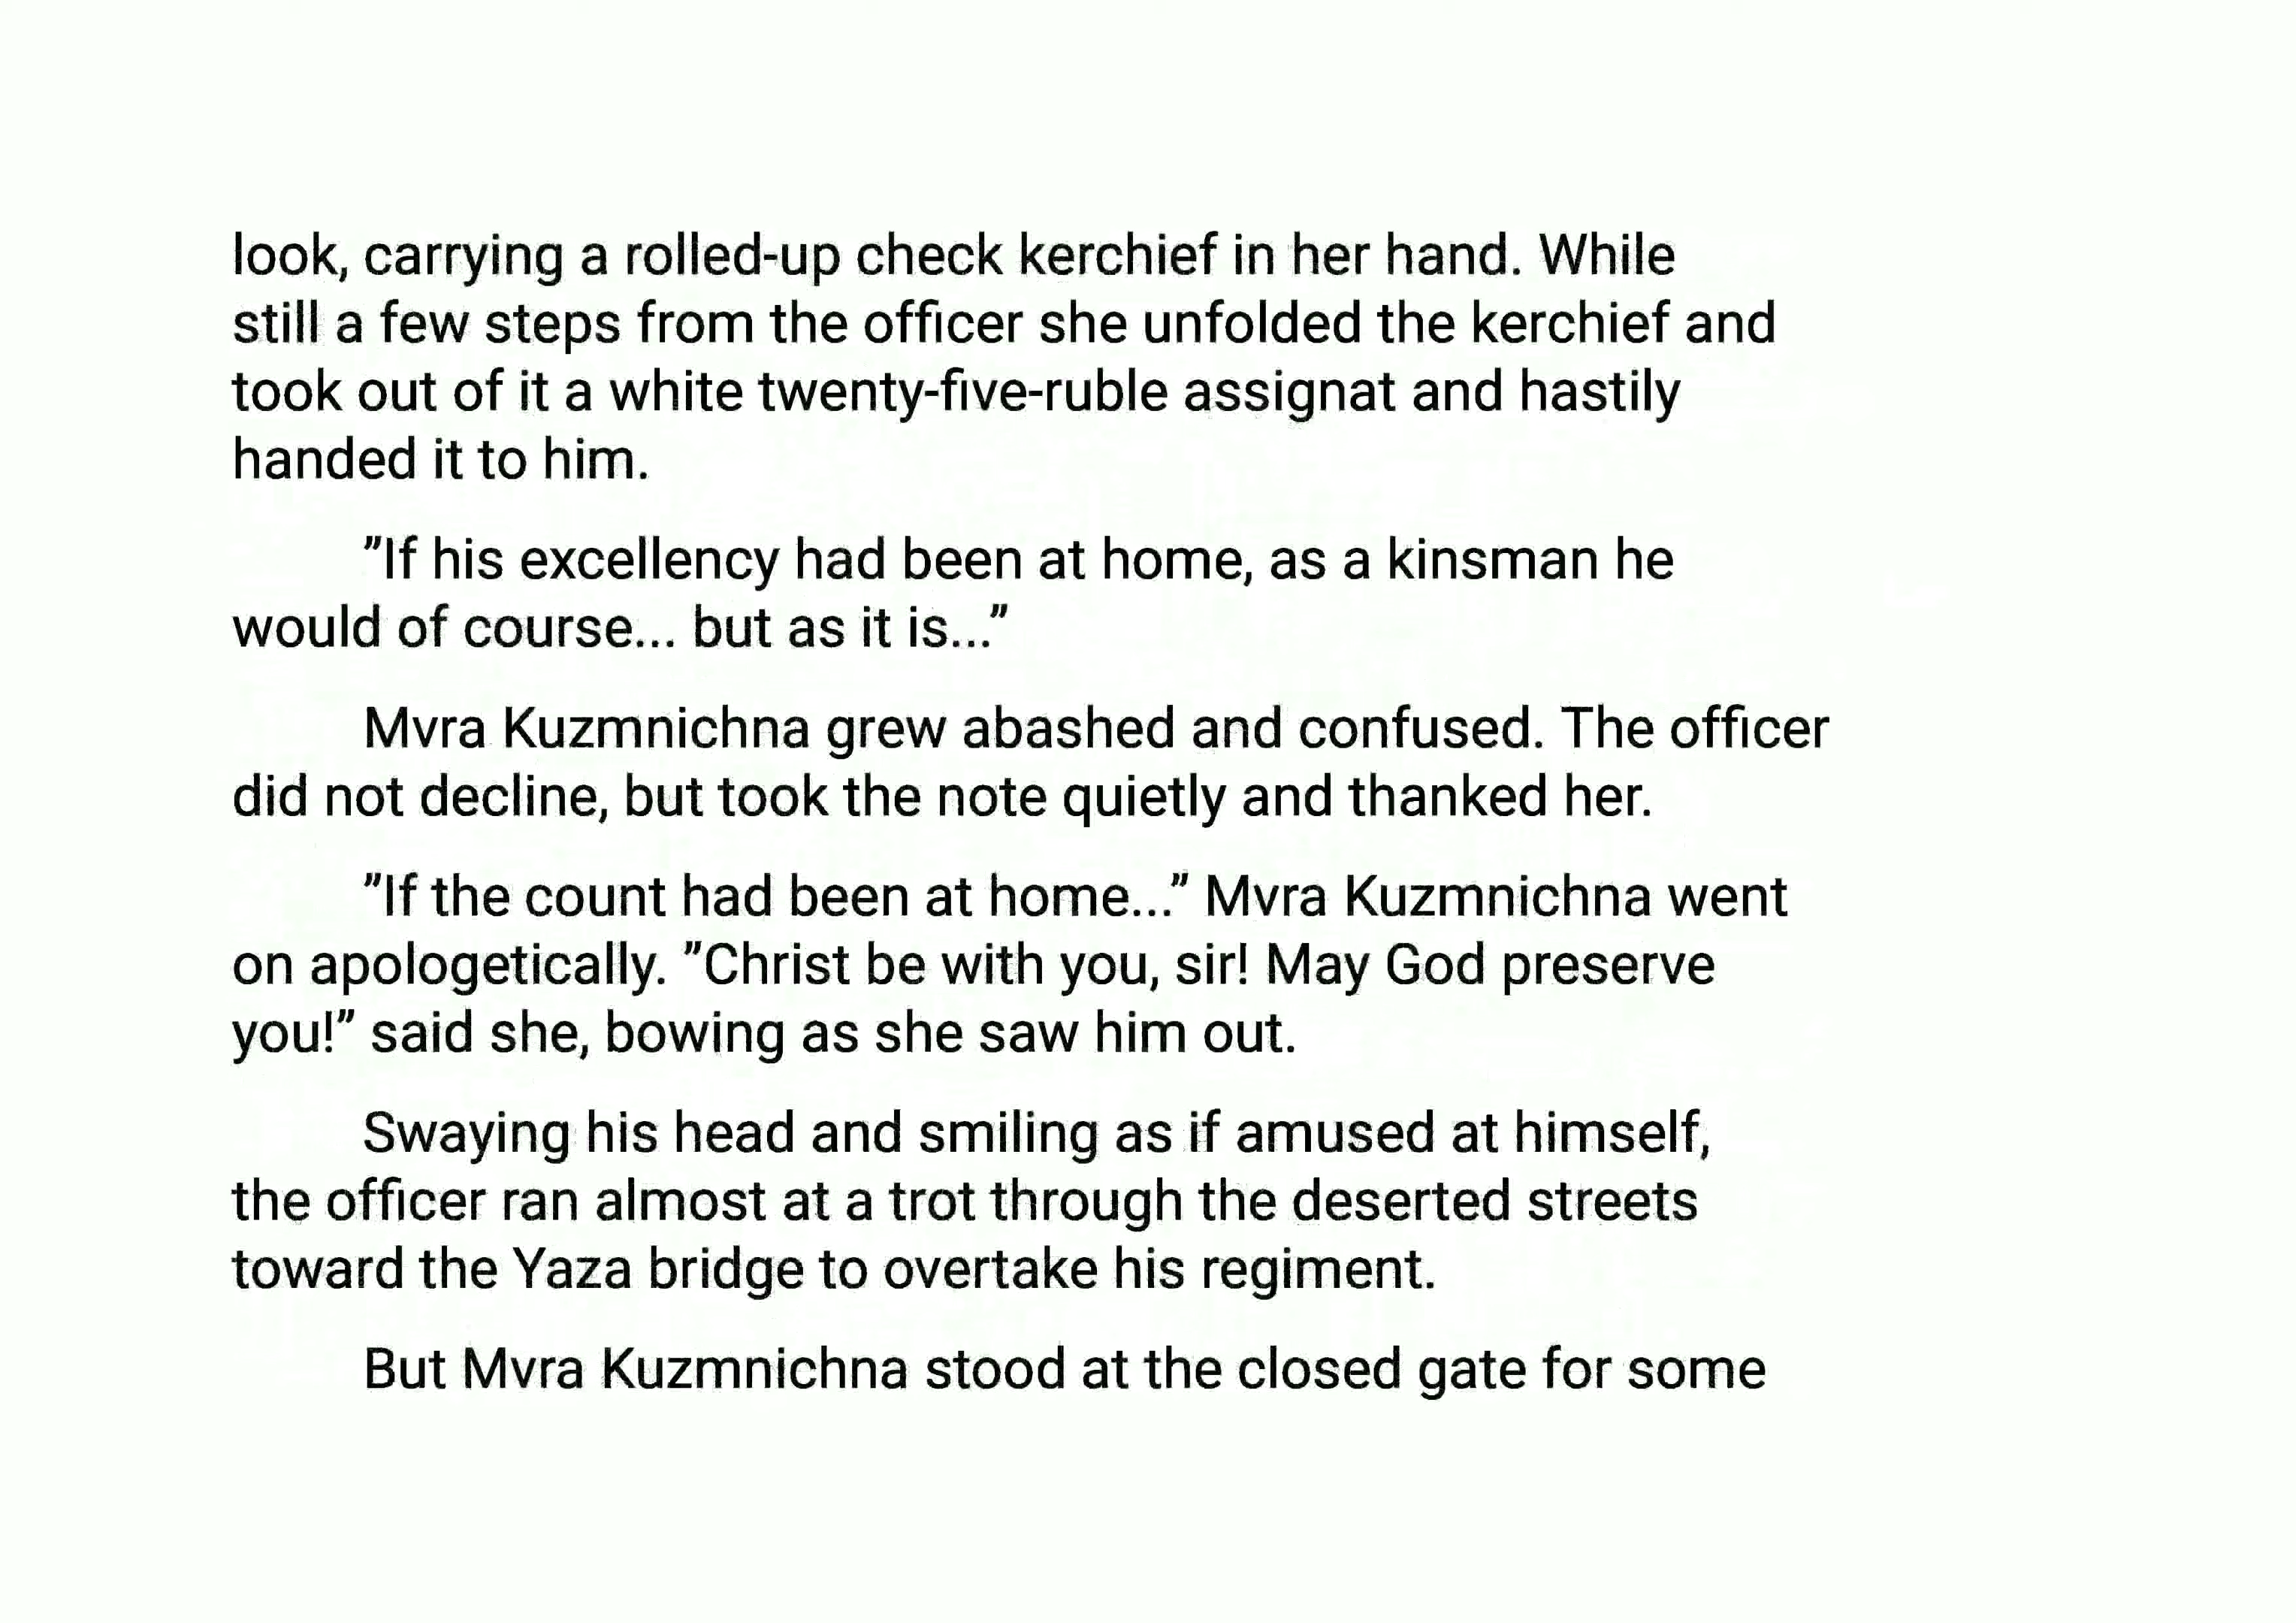 look, carrying a rolled-up check kerchief in her hand. While
still a few steps from the officer she unfolded the kerchief and
took out of it a white twenty-five-ruble assignat and hastily
handed it to him.
”If his excellency had been at home, as a kinsman he
would of course... but as it is...”
Mvra Kuzmnichna grew abashed and confused. The officer
did not decline, but took the note quietly and thanked her.
”If the count had been at home...” Mvra Kuzmnichna went
on apologetically. ”Christ be with you, sir! May God preserve
you!” said she, bowing as she saw him out.
Swaying his head and smiling as if amused at himself,
the officer ran almost at a trot through the deserted streets
toward the Yaza bridge to overtake his regiment.
But Mvra Kuzmnichna stood at the closed gate for some